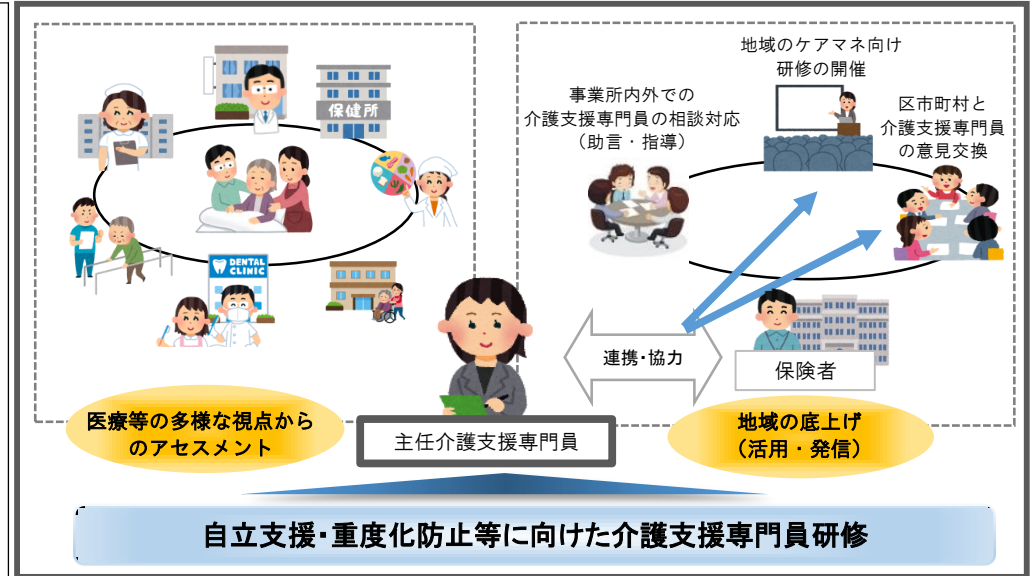 保健所
DENTAL
CLINIC
医療等の多様な視点から
のアセスメント
地域のケアマネ向け
研修の開催
事業所内外での
介護支援専門員の相談対応
（助言・指導）
区市町村と
介護支援専門員
の意見交換
連携・協力
保険者
地域の底上げ
（活用・発信）
主任介護支援専門員
自立支援・重度化防止等に向けた介護支援専門員研修